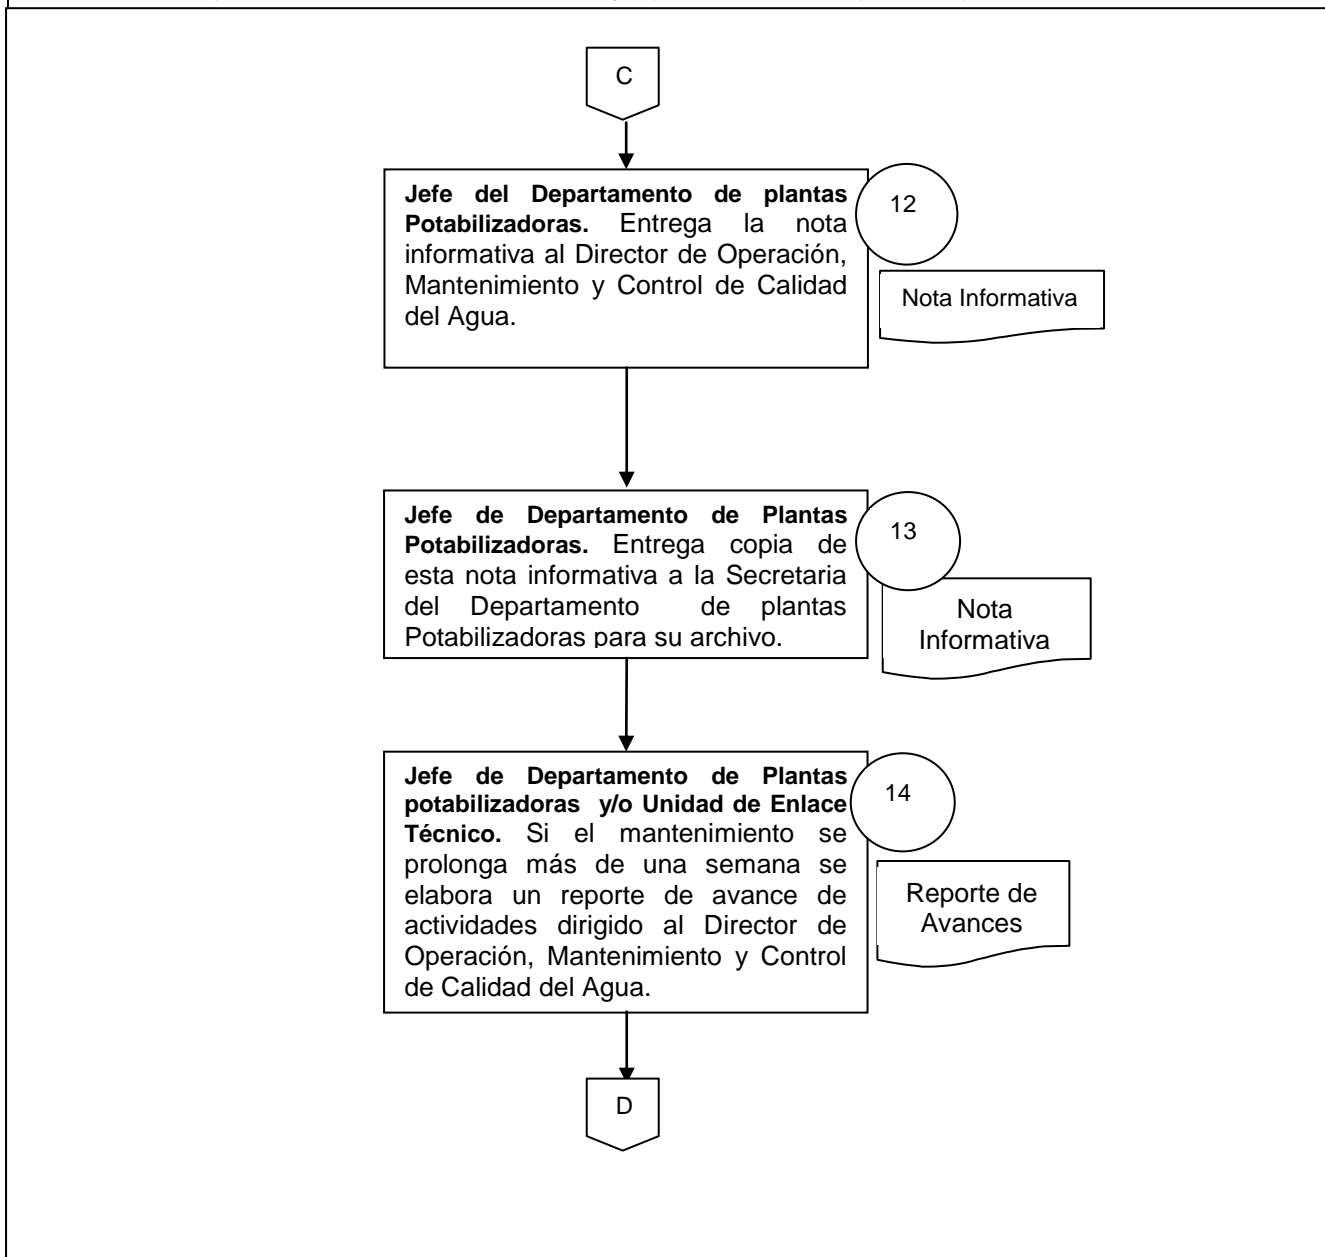 C
Jefe del Departamento de plantas
Potabilizadoras. Entrega la nota
informativa al Director de Operación,
Mantenimiento y Control de Calidad
del Agua.
12
Nota Informativa
Jefe de Departamento de Plantas
Potabilizadoras. Entrega copia de
esta nota informativa a la Secretaria
del Departamento de plantas
Potabilizadoras para su archivo.
13
Nota
Informativa
Jefe de Departamento de Plantas
potabilizadoras y/o Unidad de Enlace
Técnico. Si el mantenimiento se
prolonga más de una semana se
elabora un reporte de avance de
actividades dirigido al Director de
Operación, Mantenimiento y Control
de Calidad del Agua.
14
Reporte de
Avances
D